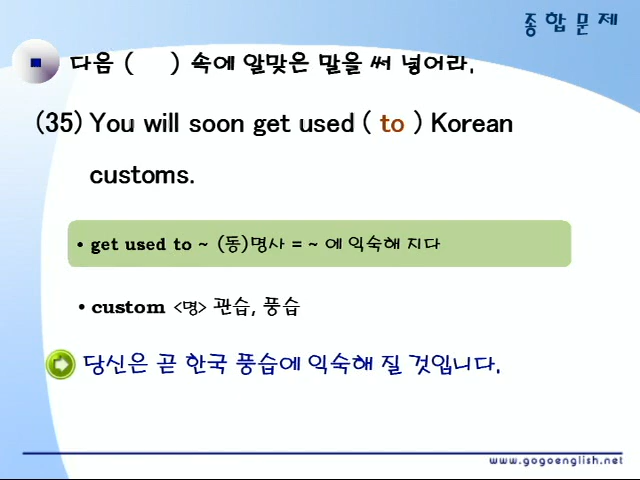 종합문제
다음 (    ) 속에 알맞은 말을 써 넣어라.
(35) You will soon get used ( to ) Korean
customs.
• get used to ~ (동)명사 = ~ 에 익숙해 지다
• custom <명> 관습, 풍습
당신은 곧 한국 풍습에 익숙해 질 것입니다.
www.gogoenglish.net